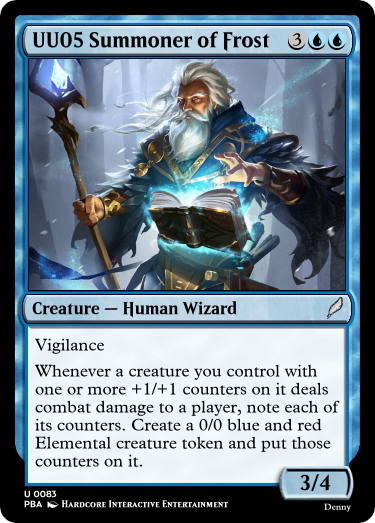 UU05 Summoner of Frost 3
Creature — Human Wizard
Vigilance
Whenever a creature you control with
one or more +1/+1 counters on it deals
combat damage to a player, note each of
its counters. Create a 0/0 blue and red
Elemental creature token and put those
counters on it.
3/4
U 0083
PBA Hardcore Interactive Entertainment
Denny